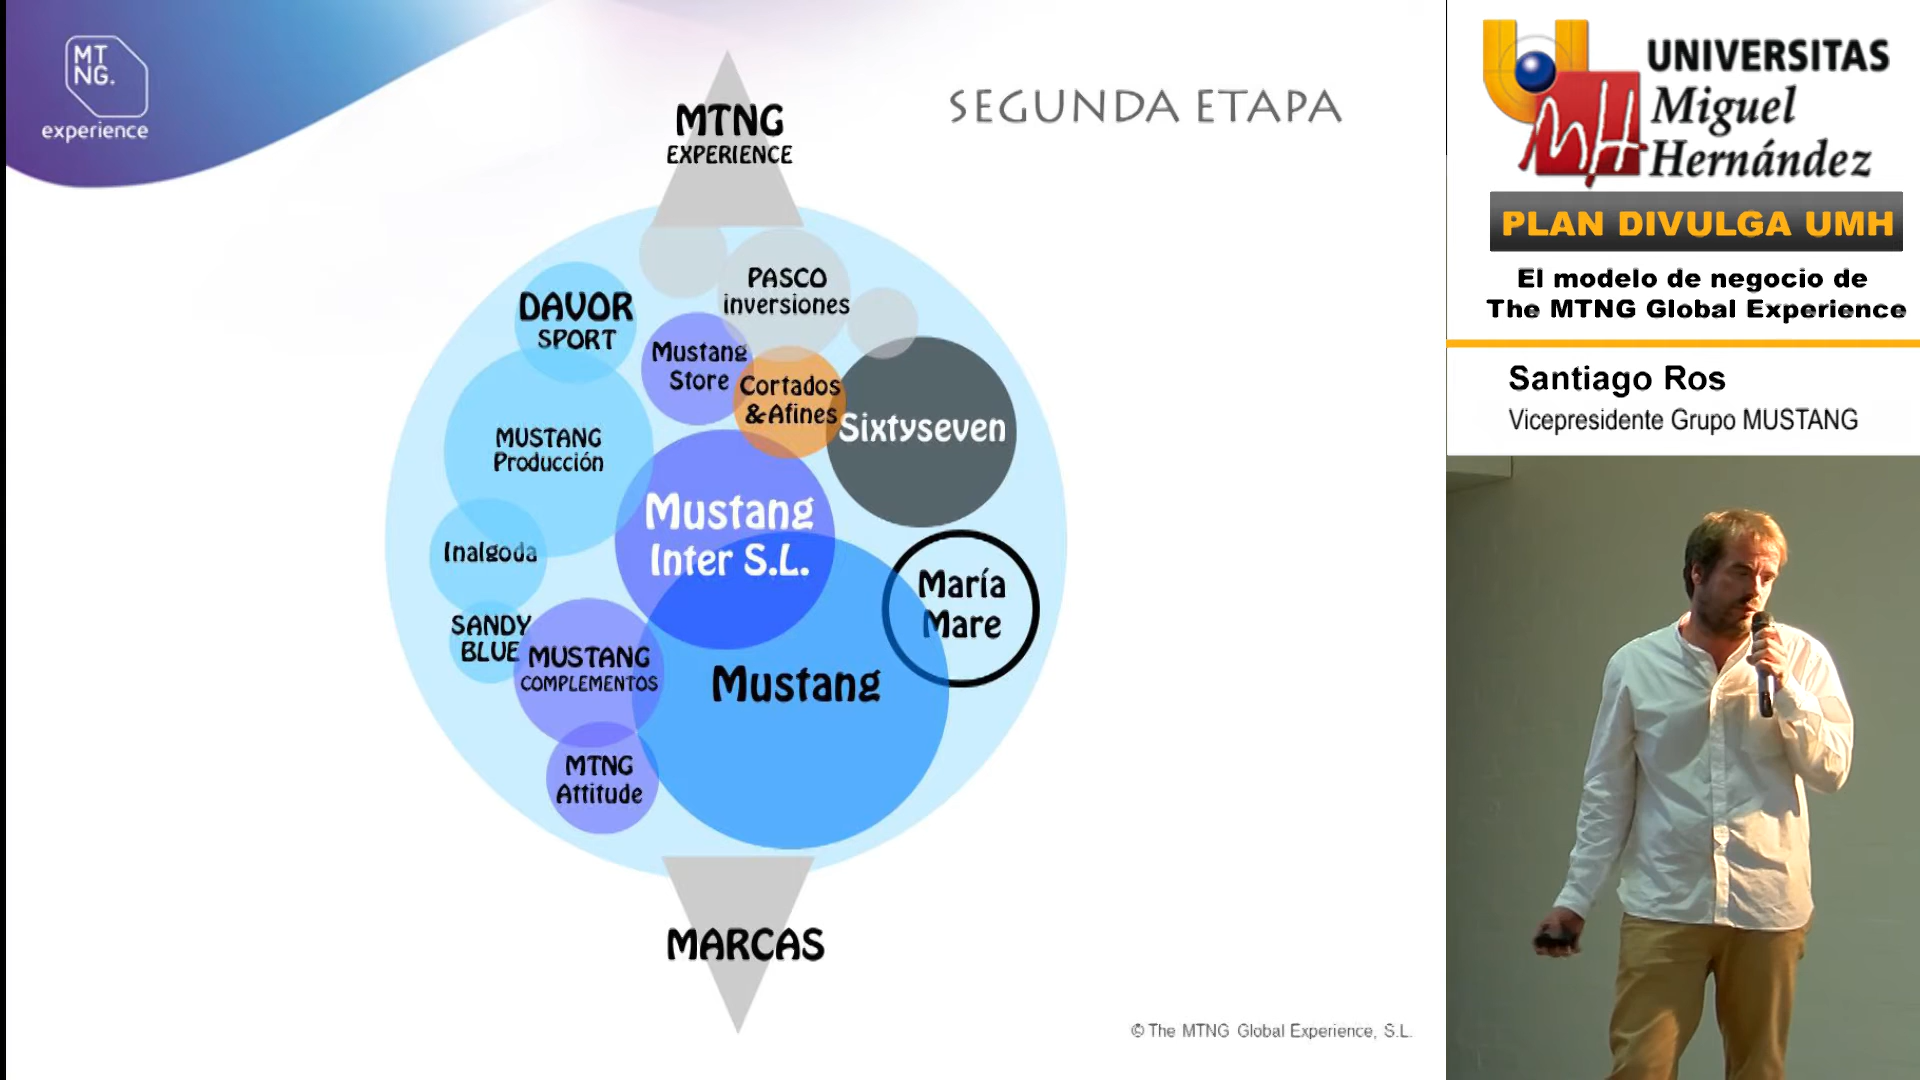 MT
NG.
experience
SEGUNDA ETAPA
MTNG
EXPERIENCE
PASCO
inversiones
DAVOR
SPORT
Mustang
Store
Cortados
&Afines
Sixtyseven
MUSTANG
Producción
Mustang
Inter S.L.
Inalgoda
María
Mare
SANDY
BLUE
MUSTANG
COMPLEMENTOS
Mustang
MTNG
Attitude
MARCAS
© The MTNG Global Experience, S.L.
UNIVERSITAS
Miguel
Hernández
PLAN DIVULGA UMH
El modelo de negocio de
The MTNG Global Experience
Santiago Ros
Vicepresidente Grupo MUSTANG